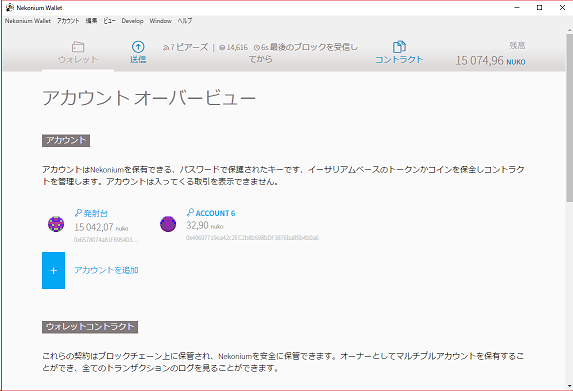 Nekonium Wallet
Nekonium Wallet アカウント 編集 ビュー Develop Window ヘルプ
ウォレット
送信
7 ピアーズ | 14,616 6s 最後のブロックを受信し
てから
コントラクト
残高
15 074,96 NUKO
アカウント オーバービュー
アカウント
アカウントはNekoniumを保有できる、パスワードで保護されたキーです、イーサリアムベースのトークンかコインを保全しコントラク
トを管理します。アカウントは入ってくる取引を表示できません。
発射台
15 042,07 nuko
ACCOUNT 6
32,90 nuko
+
アカウントを追加
ウォレットコントラクト
これらの契約はブロックチェーン上に保管され、Nekoniumを安全に保管できます。オーナーとしてマルチプルアカウントを保有するこ
とができ、全てのトランザクションのログを見ることができます。